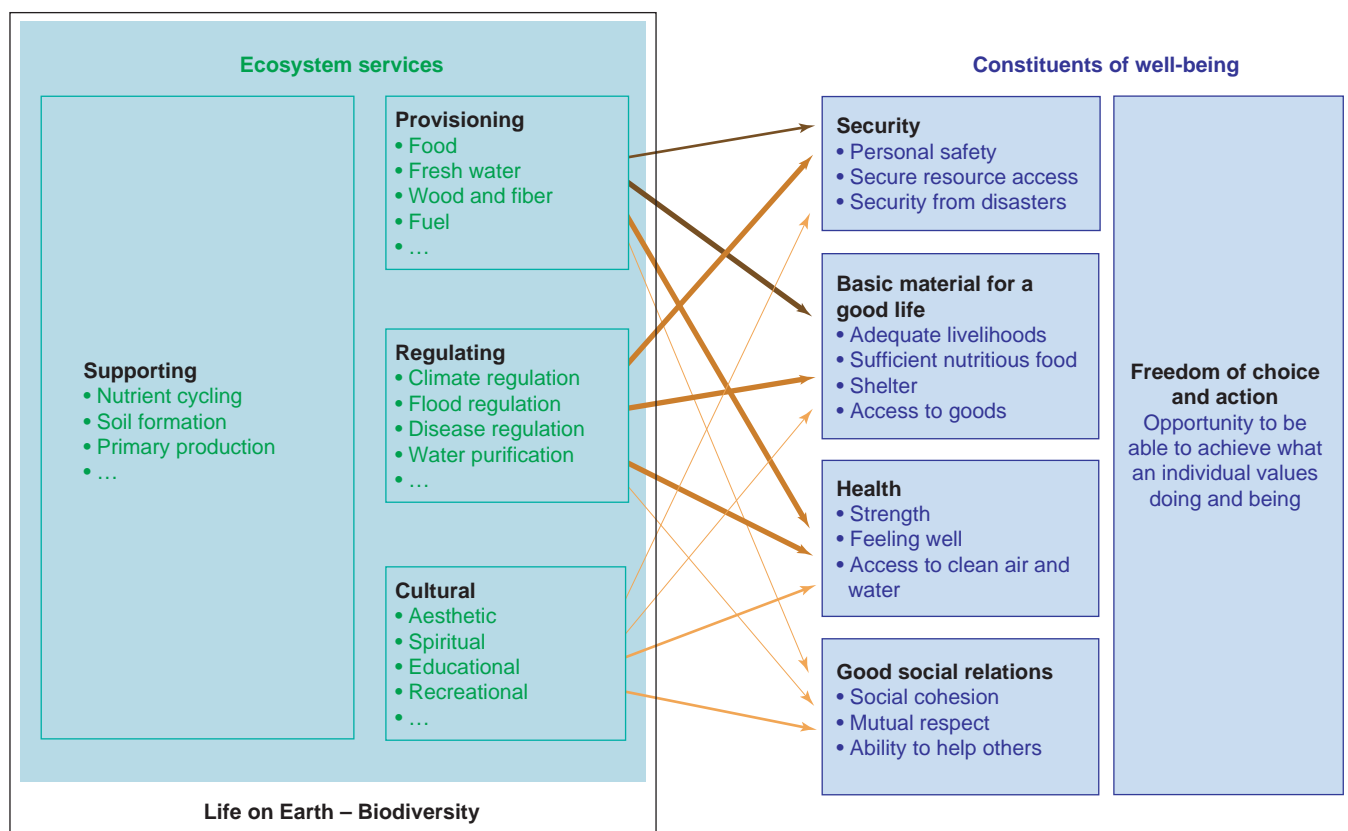 Ecosystem services
Supporting
• Nutrient cycling
• Soil formation
• Primary production
• …
Provisioning
• Food
• Fresh water
• Wood and fiber
• Fuel
• …
Regulating
• Climate regulation
• Flood regulation
• Disease regulation
• Water purification
• …
Cultural
• Aesthetic
• Spiritual
• Educational
• Recreational
• …
Life on Earth – Biodiversity
Constituents of well-being
Security
• Personal safety
• Secure resource access
• Security from disasters
Basic material for a
good life
• Adequate livelihoods
• Sufficient nutritious food
• Shelter
• Access to goods
Health
• Strength
• Feeling well
• Access to clean air and
water
Good social relations
• Social cohesion
• Mutual respect
• Ability to help others
Freedom of choice
and action
Opportunity to be
able to achieve what
an individual values
doing and being